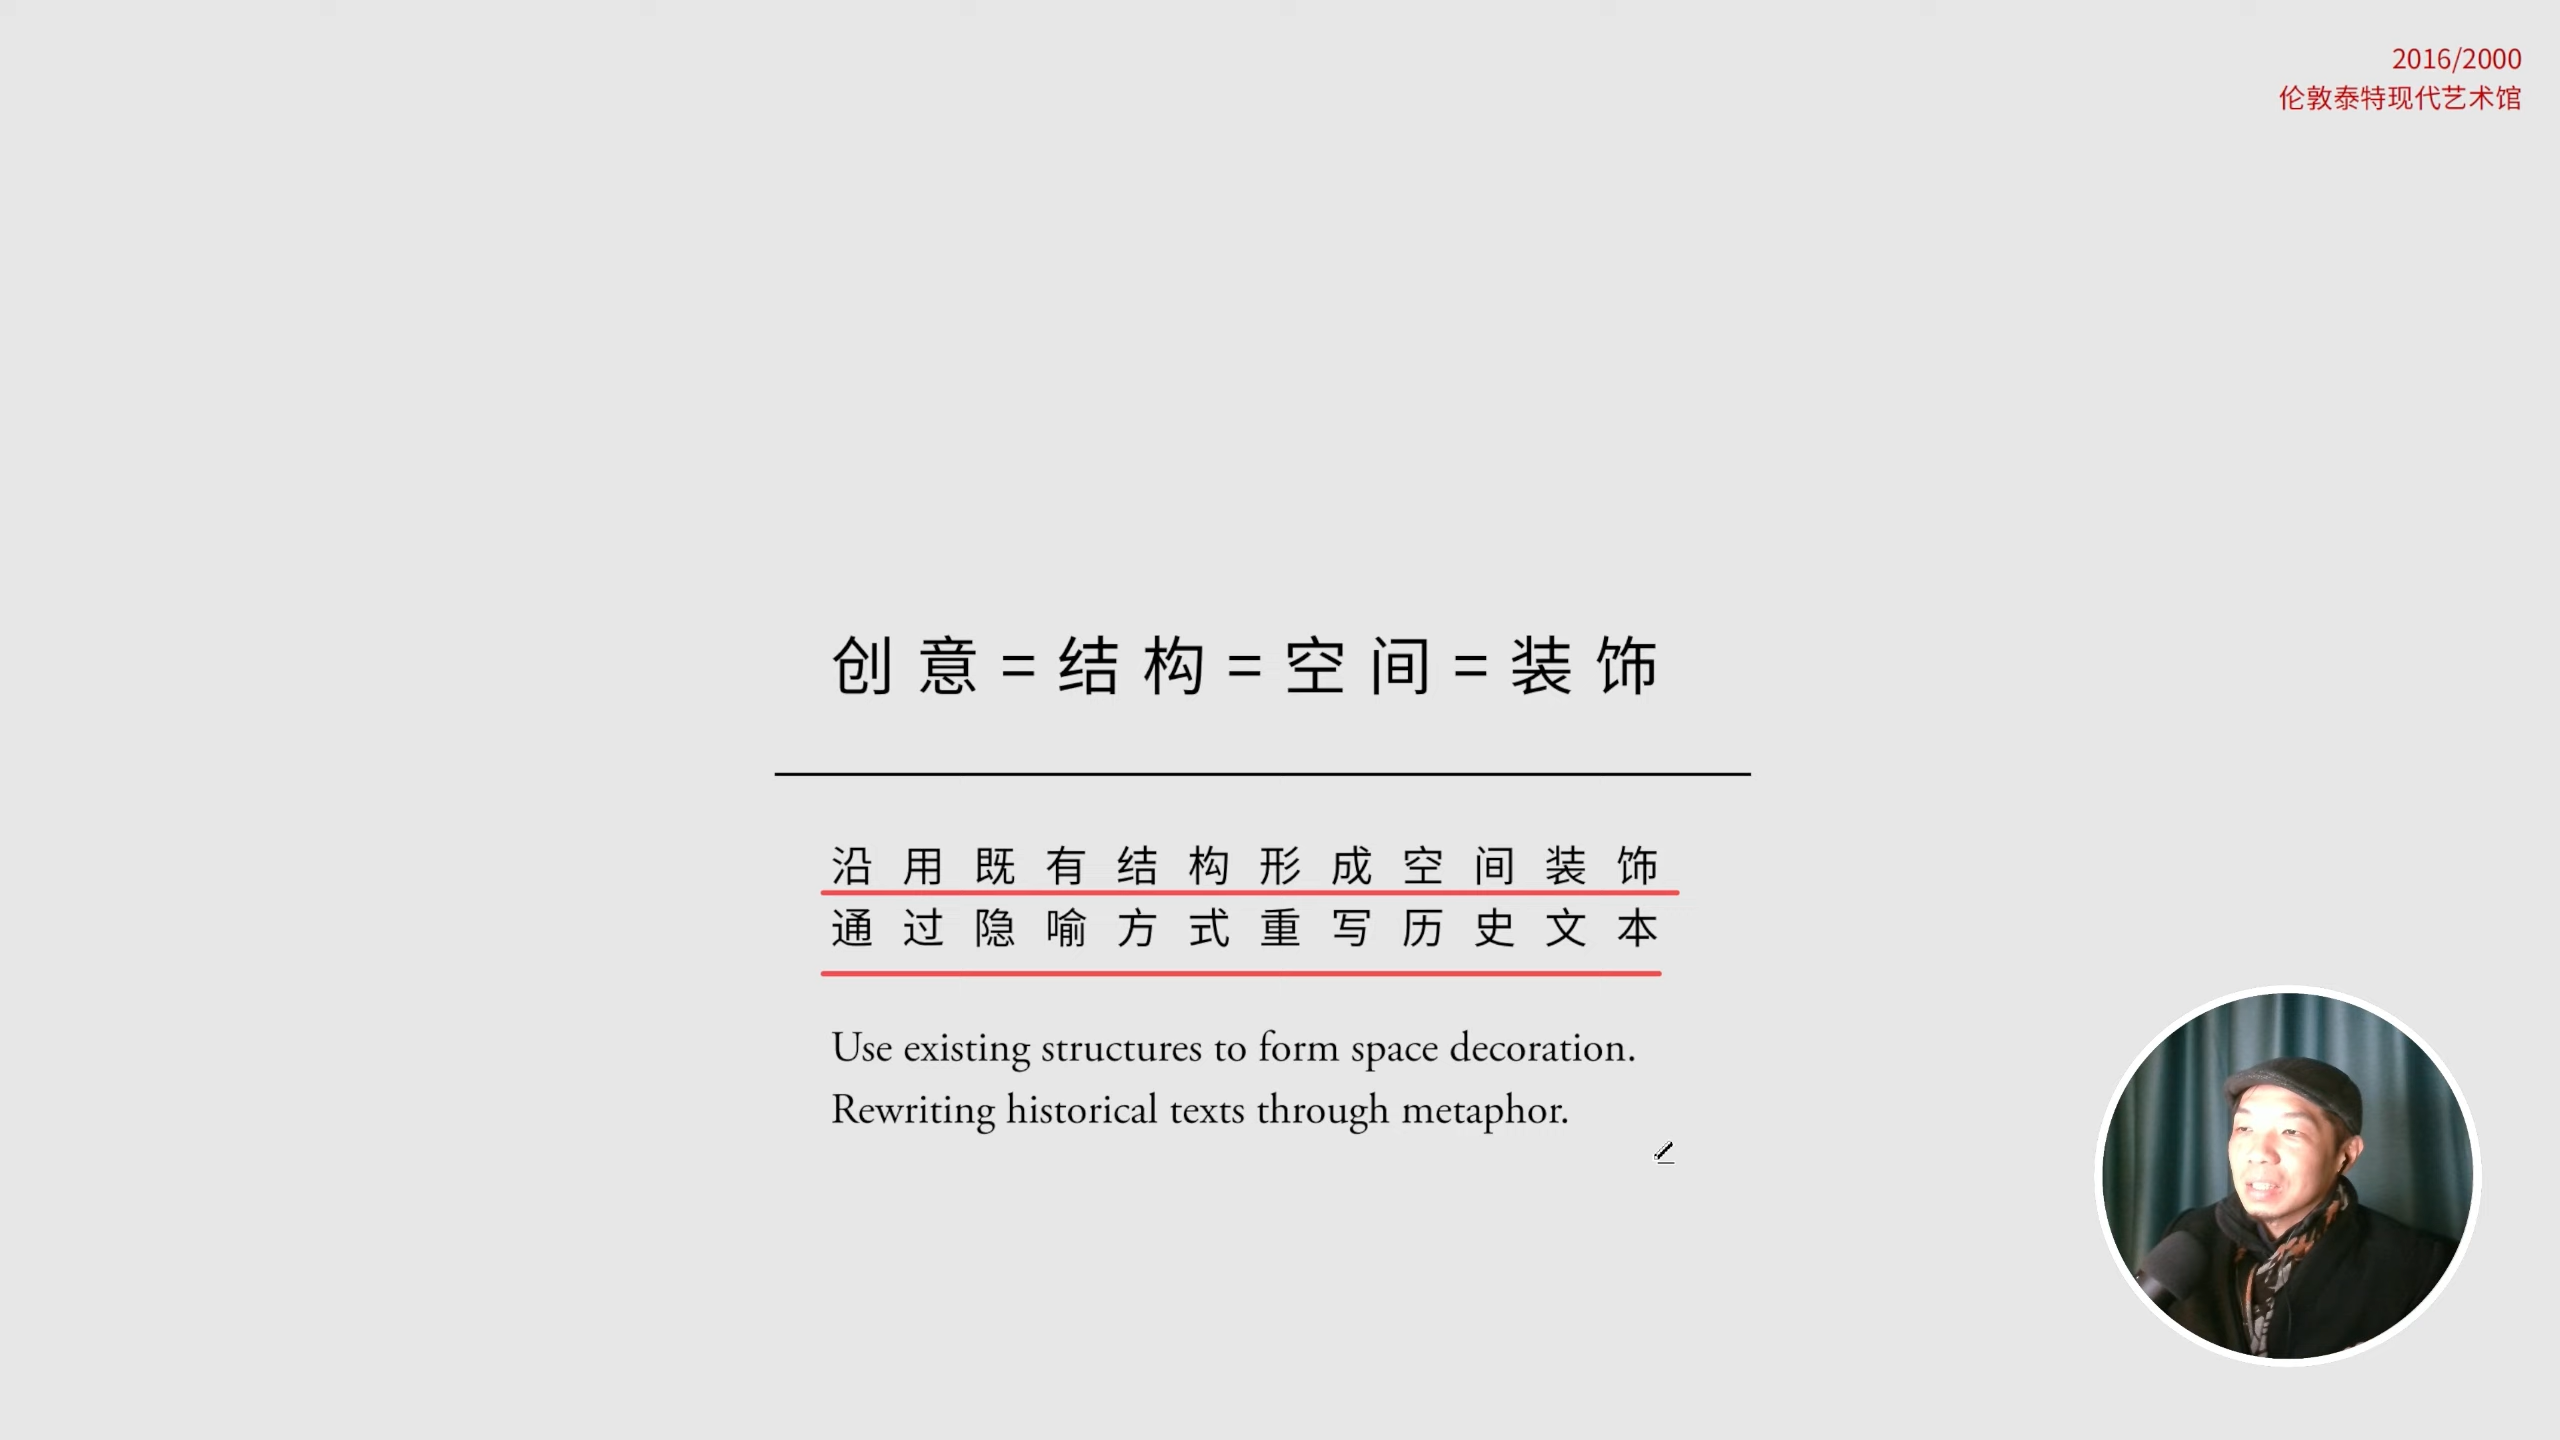 2016/2000
伦敦泰特现代艺术馆
创意=结构=空间=装饰
沿用既有结构形成空间装饰
通过隐喻方式重写历史文本
Use existing structures to form space decoration.
Rewriting historical texts through metaphor.